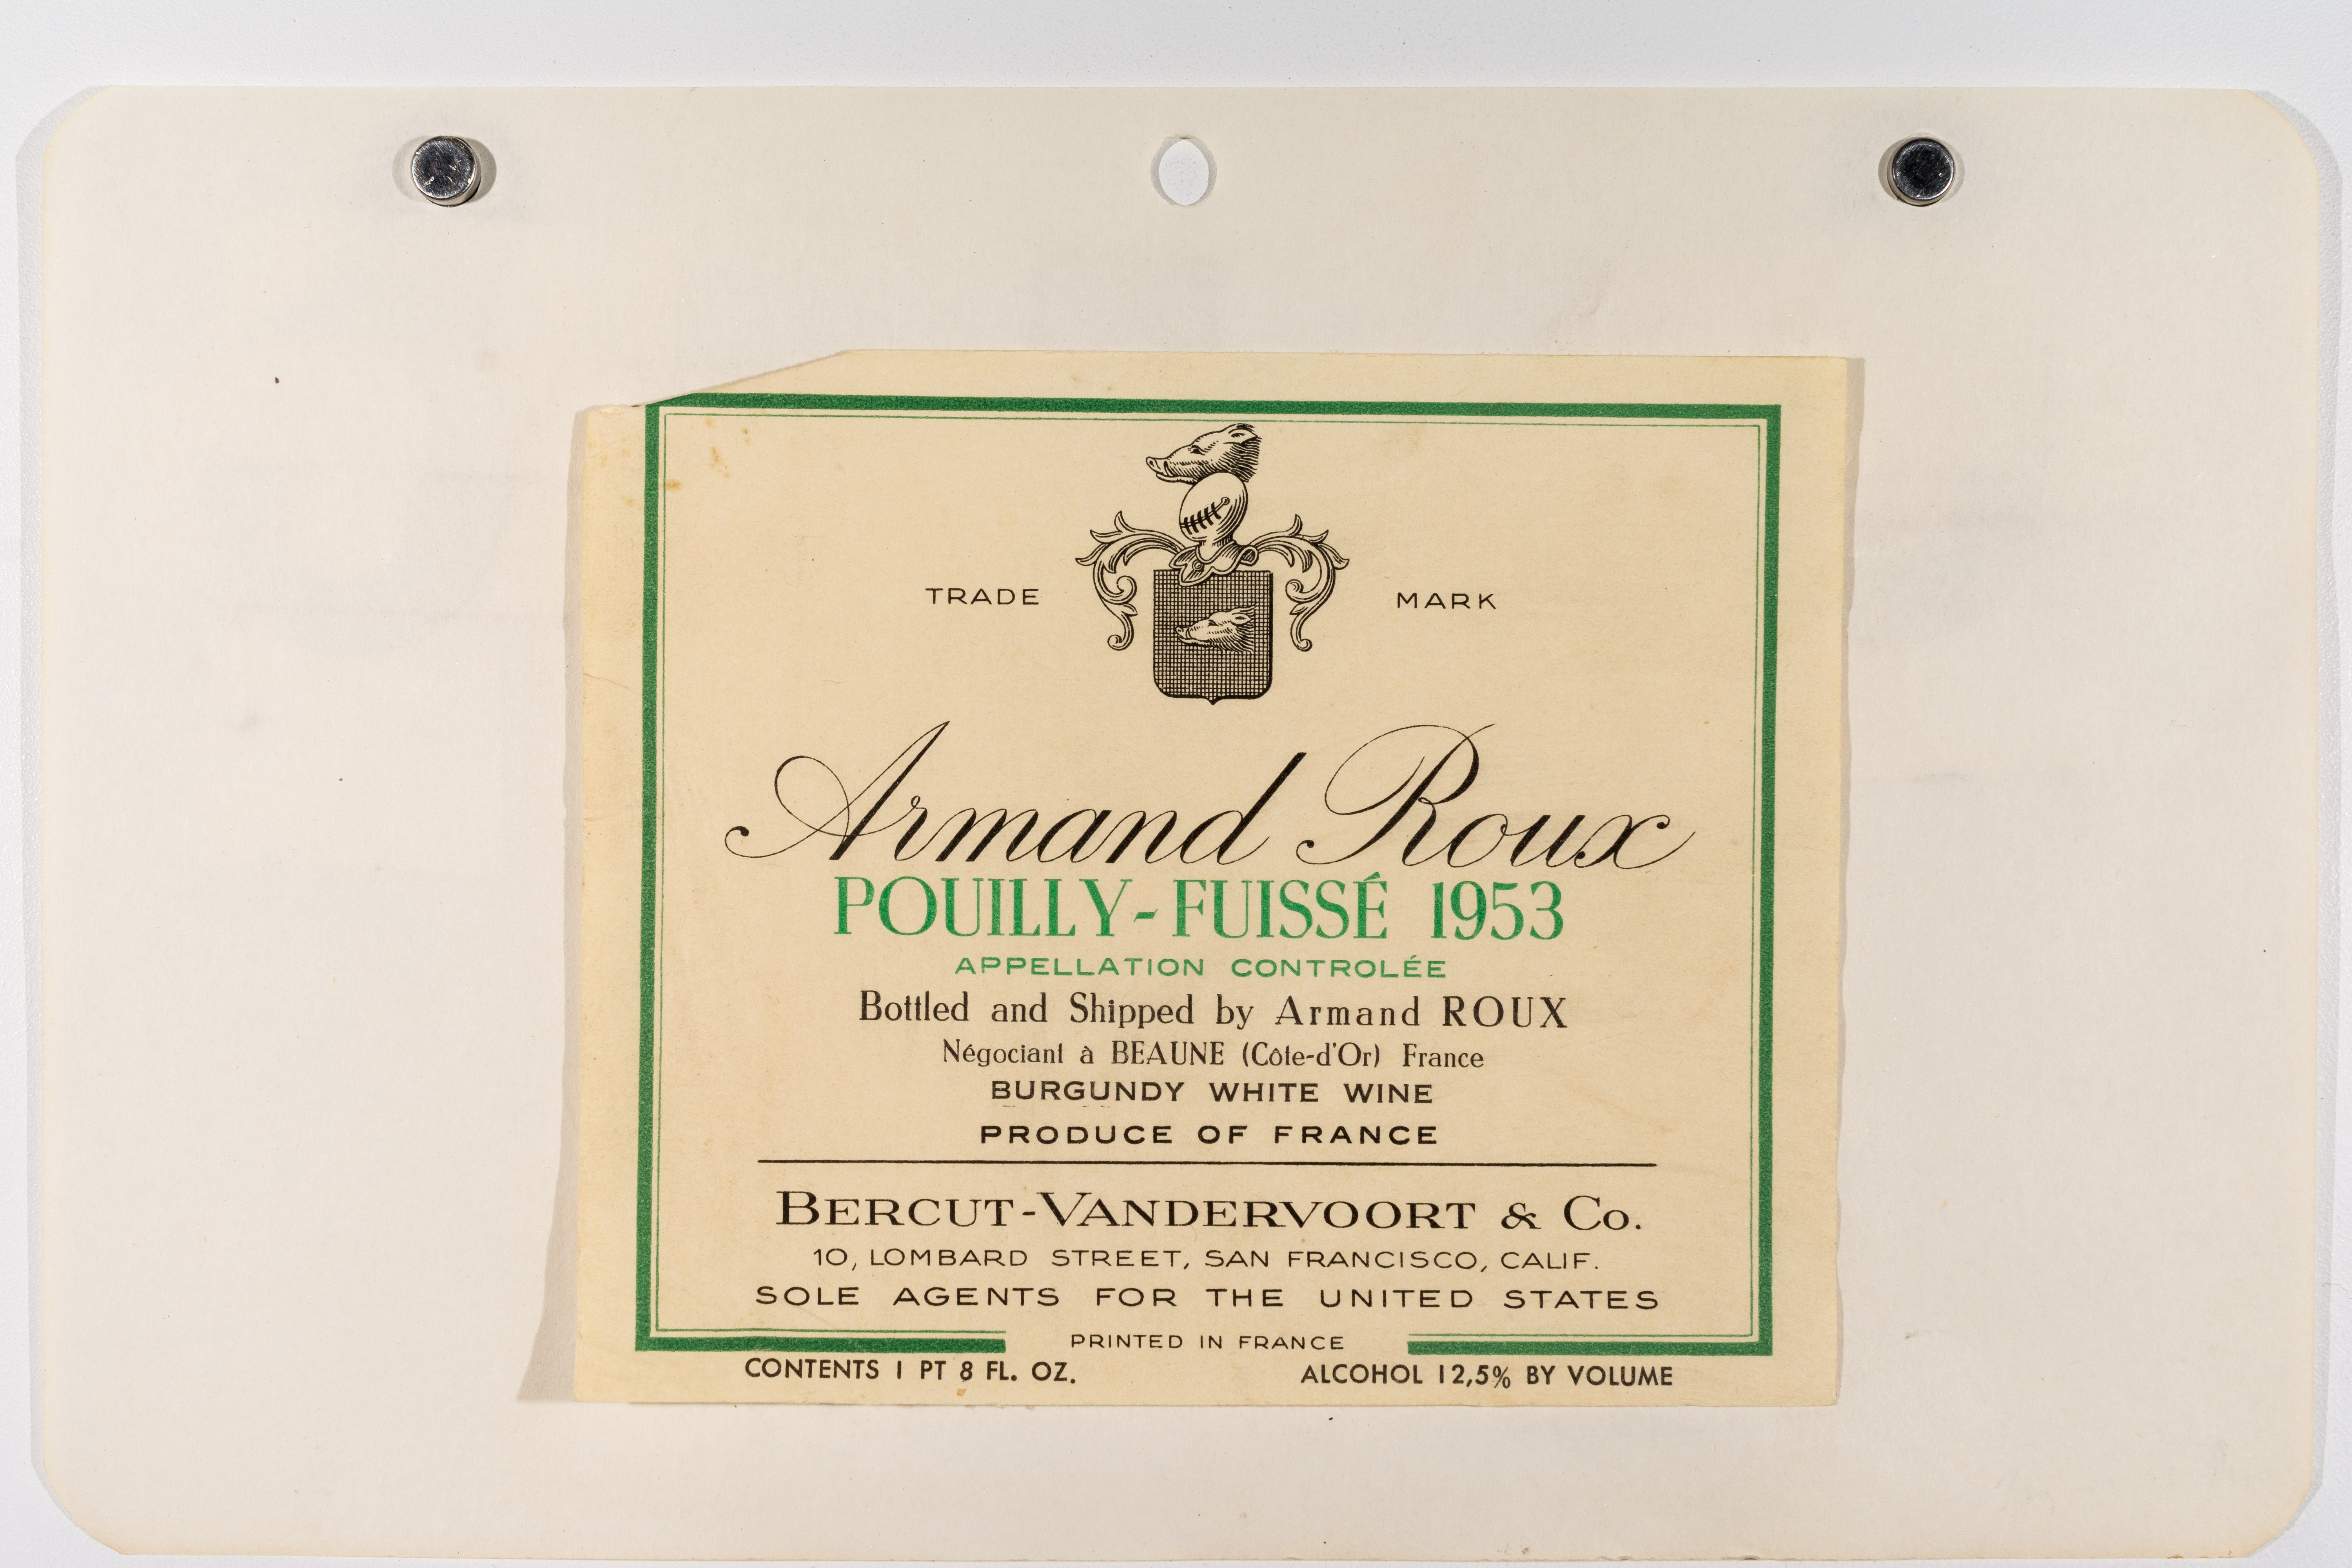 TRADE MARK
Armand Roux
POUILLY-FUISSÉ 1953
APPELLATION CONTROLÉE
Bottled and Shipped by Armand ROUX
Négociant à BEAUNE (Côte-d'Or) France
BURGUNDY WHITE WINE
PRODUCE OF FRANCE
BERCUT-VANDERVOORT & CO.
10, LOMBARD STREET, SAN FRANCISCO, CALIF.
SOLE AGENTS FOR THE UNITED STATES
PRINTED IN FRANCE
CONTENTS 1 PT 8 FL. OZ. ALCOHOL 12,5% BY VOLUME